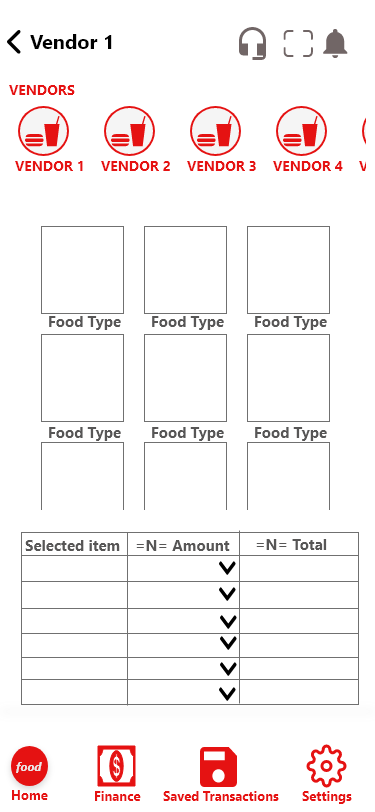 Vendor 1
VENDORS
VENDOR 1 VENDOR 2 VENDOR 3 VENDOR 4 V
Food Type Food Type Food Type
Food Type Food Type Food Type
Selected item =N= Amount =N= Total
food
Home Finance Saved Transactions Settings